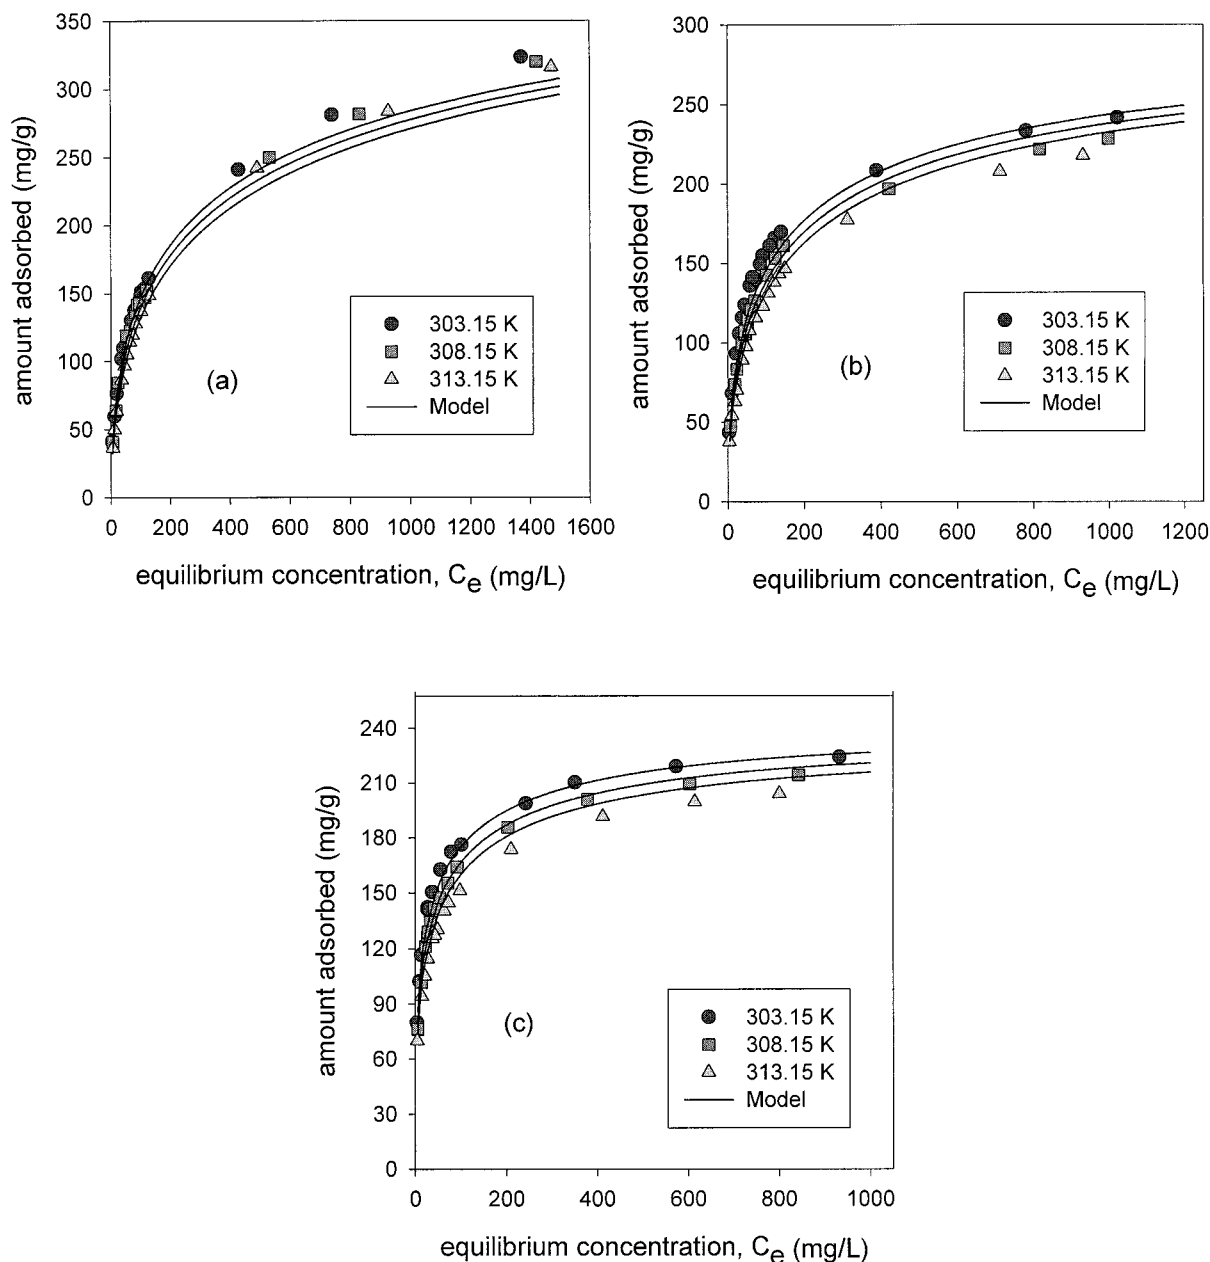 350
300
250
200
150
100
50
0
amount adsorbed (mg/g)
(a)
303.15 K
308.15 K
313.15 K
Model
0 200 400 600 800 1000 1200 1400 1600
equilibrium concentration, Ce (mg/L)
300
250
200
150
100
50
0
amount adsorbed (mg/g)
(b)
303.15 K
308.15 K
313.15 K
Model
0 200 400 600 800 1000 1200
equilibrium concentration, Ce (mg/L)
240
210
180
150
120
90
60
30
0
amount adsorbed (mg/g)
(c)
303.15 K
308.15 K
313.15 K
Model
0 200 400 600 800 1000
equilibrium concentration, Ce (mg/L)